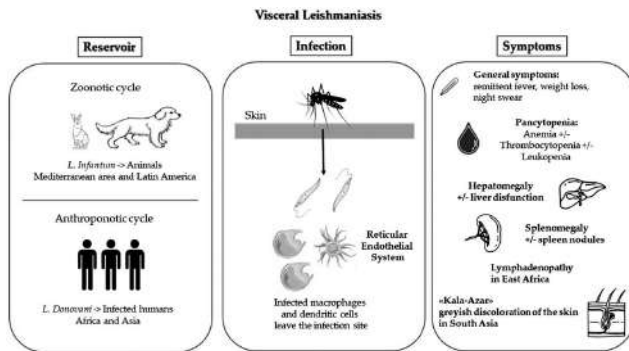 Visceral Leishmaniasis
Reservoir
Zoonotic cycle
L. Infantum -> Animals
Mediterranean area and Latin America
Anthroponotic cycle
L. Donovani -> Infected humans
Africa and Asia
Infection
Skin
Reticular
Endothelial
System
Infected macrophages
and dendritic cells
leave the infection site
Symptoms
General symptoms:
remittent fever, weight loss,
night swear
Pancytopenia:
Anemia +/-
Thrombocytopenia +/-
Leukopenia
Hepatomegaly
+/- liver disfunction
Splenomegaly
+/- spleen nodules
Lymphadenopathy
in East Africa
«Kala-Azar»
greyish discoloration of the skin
in South Asia